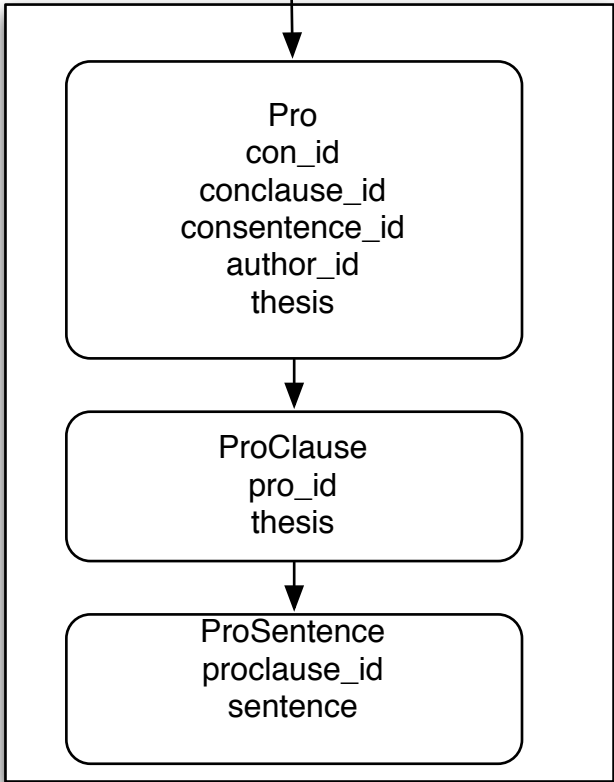 Pro
con_id
conclause_id
consentence_id
author_id
thesis
ProClause
pro_id
thesis
ProSentence
proclause_id
sentence